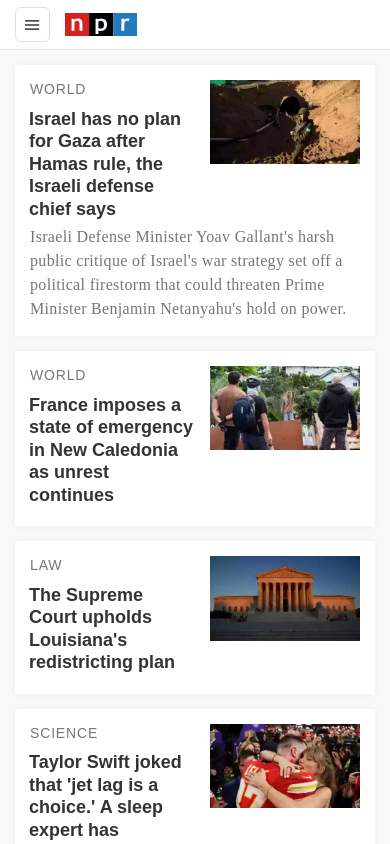 npr
WORLD
Israel has no plan
for Gaza after
Hamas rule, the
Israeli defense
chief says
Israeli Defense Minister Yoav Gallant's harsh
public critique of Israel's war strategy set off a
political firestorm that could threaten Prime
Minister Benjamin Netanyahu's hold on power.
WORLD
France imposes a
state of emergency
in New Caledonia
as unrest
continues
LAW
The Supreme
Court upholds
Louisiana's
redistricting plan
SCIENCE
Taylor Swift joked
that 'jet lag is a
choice.' A sleep
expert has